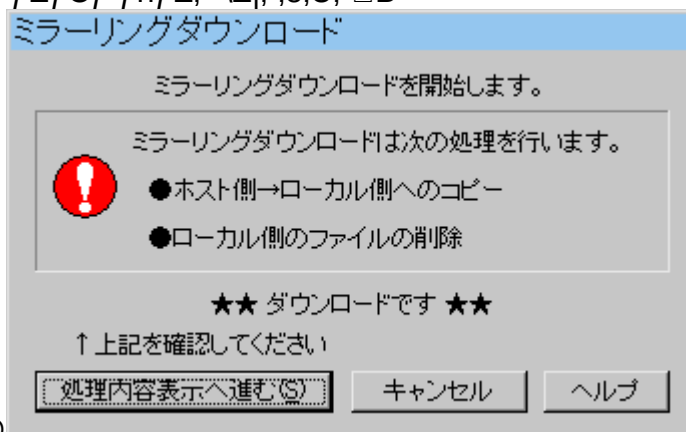 ミラーリングダウンロード
ミラーリングダウンロードを開始します。
ミラーリングダウンロードは次の処理を行います。
●ホスト側→ローカル側へのコピー
●ローカル側のファイルの削除
★★ ダウンロードです ★★
↑上記を確認してください
処理内容表示へ進む(S) キャンセル ヘルプ